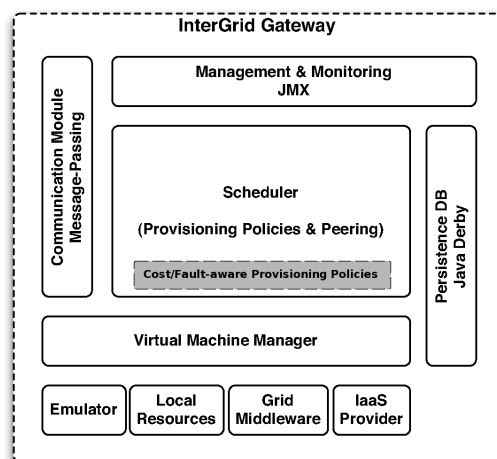 InterGrid Gateway
Communication Module
Message-Passing
Management & Monitoring
JMX
Scheduler
(Provisioning Policies & Peering)
Cost/Fault-aware Provisioning Policies
Persistence DB
Java Derby
Virtual Machine Manager
Emulator
Local
Resources
Grid
Middleware
IaaS
Provider